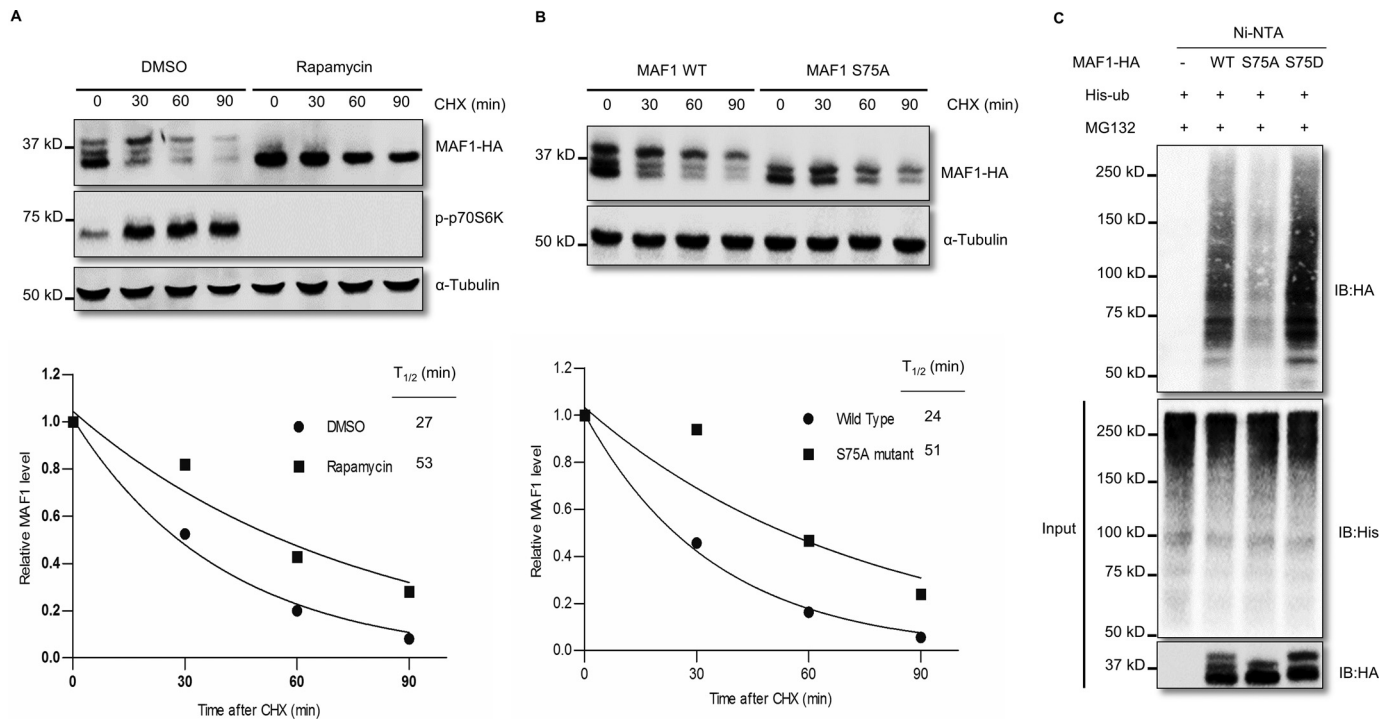 A
DMSO Rapamycin
0 30 60 90 0 30 60 90 CHX (min)
37 kD MAF1-HA
75 kD p-p70S6K
50 kD α-Tubulin
T1/2 (min)
DMSO 27
Rapamycin 53
Relative MAF1 level
1.2
1.0
0.8
0.6
0.4
0.2
0.0
0 30 60 90
Time after CHX (min)
B
MAF1 WT MAF1 S75A
0 30 60 90 0 30 60 90 CHX (min)
37 kD MAF1-HA
50 kD α-Tubulin
T1/2 (min)
Wild Type 24
S75A mutant 51
Relative MAF1 level
1.2
1.0
0.8
0.6
0.4
0.2
0.0
0 30 60 90
Time after CHX (min)
C
Ni-NTA
MAF1-HA - WT S75A S75D
His-ub + + + +
MG132 + + + +
250 kD
150 kD
100 kD IB:HA
75 kD
50 kD
Input
250 kD
150 kD
100 kD IB:His
75 kD
50 kD
37 kD IB:HA